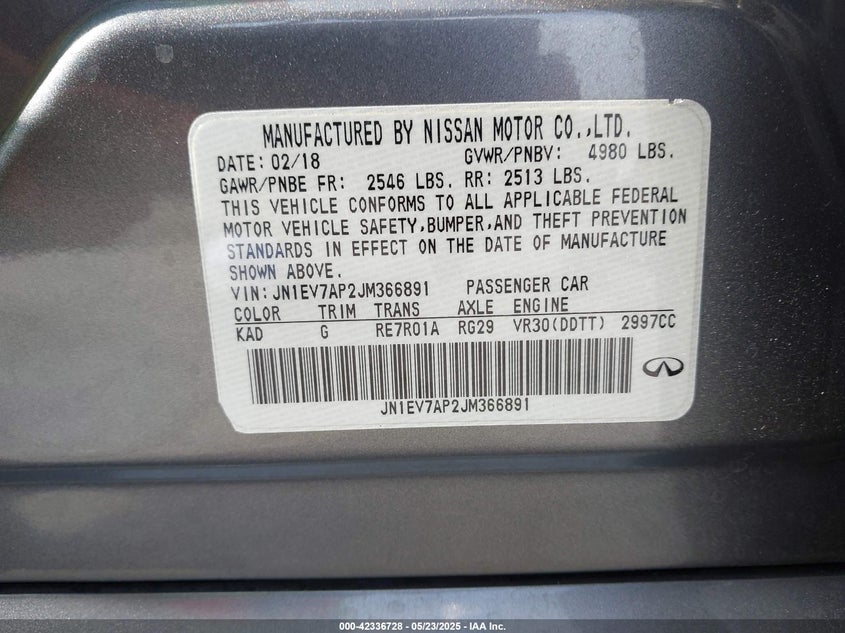 MANUFACTURED BY NISSAN MOTOR CO.,LTD.
DATE: 02/18 GVWR/PNBV: 4980 LBS.
GAWR/PNBE FR: 2546 LBS. RR: 2513 LBS.
THIS VEHICLE CONFORMS TO ALL APPLICABLE FEDERAL
MOTOR VEHICLE SAFETY,BUMPER,AND THEFT PREVENTION
STANDARDS IN EFFECT ON THE DATE OF MANUFACTURE
SHOWN ABOVE.
VIN:JN1EV7AP2JM366891 PASSENGER CAR
COLOR TRIM TRANS AXLE ENGINE
KAD G RE7R01A RG29 VR30(DDTT) 2997CC
JN1EV7AP2JM366891
000-42336728 — 05/23/2025 — IAA Inc.